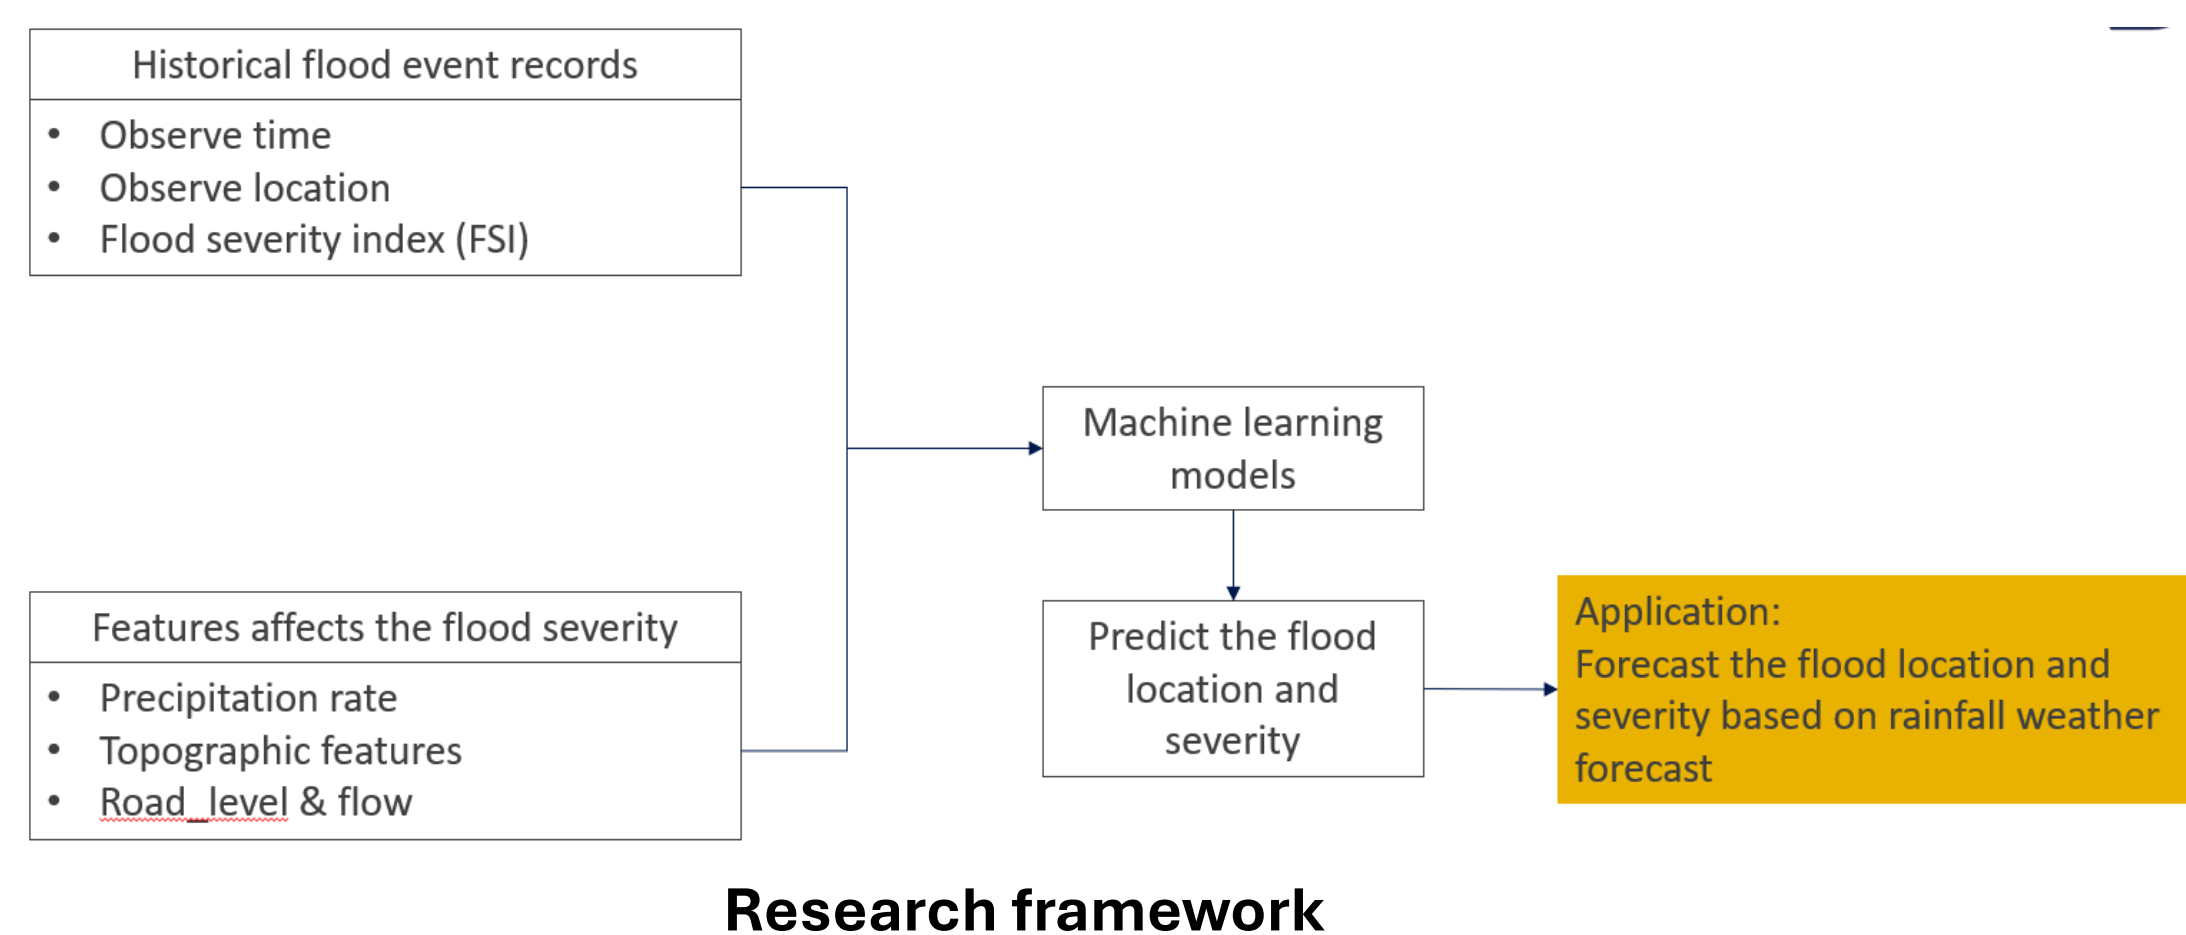 Historical flood event records
• Observe time
• Observe location
• Flood severity index (FSI)
Features affects the flood severity
• Precipitation rate
• Topographic features
• Road_level & flow
Machine learning
models
Predict the flood
location and
severity
Application:
Forecast the flood location and
severity based on rainfall weather
forecast
Research framework